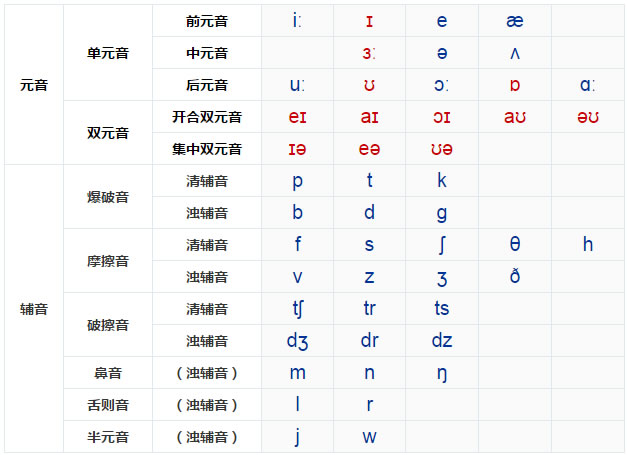 元音 单元音 前元音 iː ɪ e æ
中元音 ɜː ə ʌ
后元音 uː ʊ ɔː ɒ ɑː
双元音 开合双元音 eɪ aɪ ɔɪ aʊ əʊ
集中双元音 ɪə eə ʊə
辅音 爆破音 清辅音 p t k
浊辅音 b d g
摩擦音 清辅音 f s ʃ θ h
浊辅音 v z ʒ ð
破擦音 清辅音 tʃ tr ts
浊辅音 dʒ dr dz
鼻音 （浊辅音） m n ŋ
舌则音 （浊辅音） l r
半元音 （浊辅音） j w